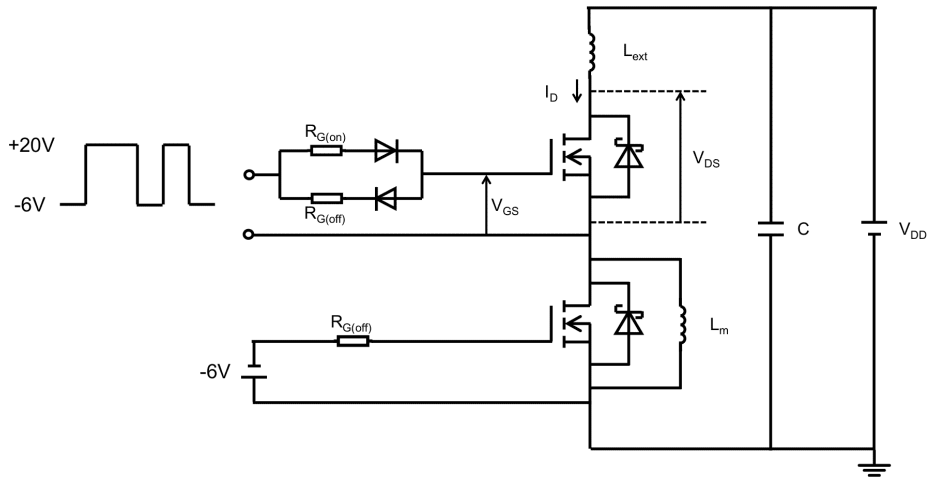 L_ext
I_D
R_G(on)
+20V
V_DS
-6V
R_G(off)
V_GS
C
V_DD
R_G(off)
L_m
-6V